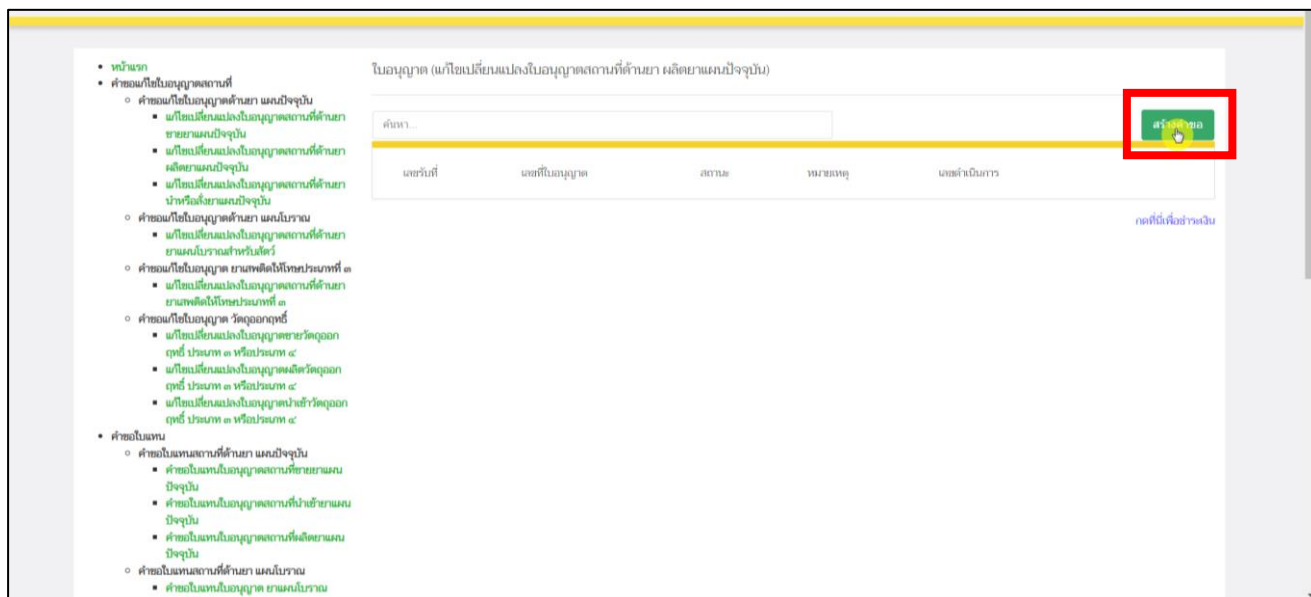 หน้าแรก
คำขอแก้ไขใบอนุญาตสถานที่
คำขอแก้ไขใบอนุญาตด้านยา แผนปัจจุบัน
แก้ไขเปลี่ยนแปลงใบอนุญาตสถานที่ด้านยา
ขายยาแผนปัจจุบัน
แก้ไขเปลี่ยนแปลงใบอนุญาตสถานที่ด้านยา
ผลิตยาแผนปัจจุบัน
แก้ไขเปลี่ยนแปลงใบอนุญาตสถานที่ด้านยา
นำหรือสั่งยาแผนปัจจุบัน
คำขอแก้ไขใบอนุญาตด้านยา แผนโบราณ
แก้ไขเปลี่ยนแปลงใบอนุญาตสถานที่ด้านยา
ยาแผนโบราณสำหรับสัตว์
คำขอแก้ไขใบอนุญาต ยาเสพติดให้โทษประเภทที่ ๓
แก้ไขเปลี่ยนแปลงใบอนุญาตสถานที่ด้านยา
ยาเสพติดให้โทษประเภทที่ ๓
คำขอแก้ไขใบอนุญาต วัตถุออกฤทธิ์
แก้ไขเปลี่ยนแปลงใบอนุญาตขายวัตถุออก
ฤทธิ์ ประเภท ๓ หรือประเภท ๔
แก้ไขเปลี่ยนแปลงใบอนุญาตผลิตวัตถุออก
ฤทธิ์ ประเภท ๓ หรือประเภท ๔
แก้ไขเปลี่ยนแปลงใบอนุญาตนำเข้าวัตถุออก
ฤทธิ์ ประเภท ๓ หรือประเภท ๔
คำขอใบแทน
คำขอใบแทนสถานที่ด้านยา แผนปัจจุบัน
คำขอใบแทนใบอนุญาตสถานที่ขายยาแผน
ปัจจุบัน
คำขอใบแทนใบอนุญาตสถานที่นำเข้ายาแผน
ปัจจุบัน
คำขอใบแทนใบอนุญาตสถานที่ผลิตยาแผน
ปัจจุบัน
คำขอใบแทนสถานที่ด้านยา แผนโบราณ
คำขอใบแทนใบอนุญาต ยาแผนโบราณ
ใบอนุญาต (แก้ไขเปลี่ยนแปลงใบอนุญาตสถานที่ด้านยา ผลิตยาแผนปัจจุบัน)
ค้นหา...
สร้างคำขอ
เลขรับที่ เลขที่ใบอนุญาต สถานะ หมายเหตุ เลขดำเนินการ
กดที่นี่เพื่อชำระเงิน